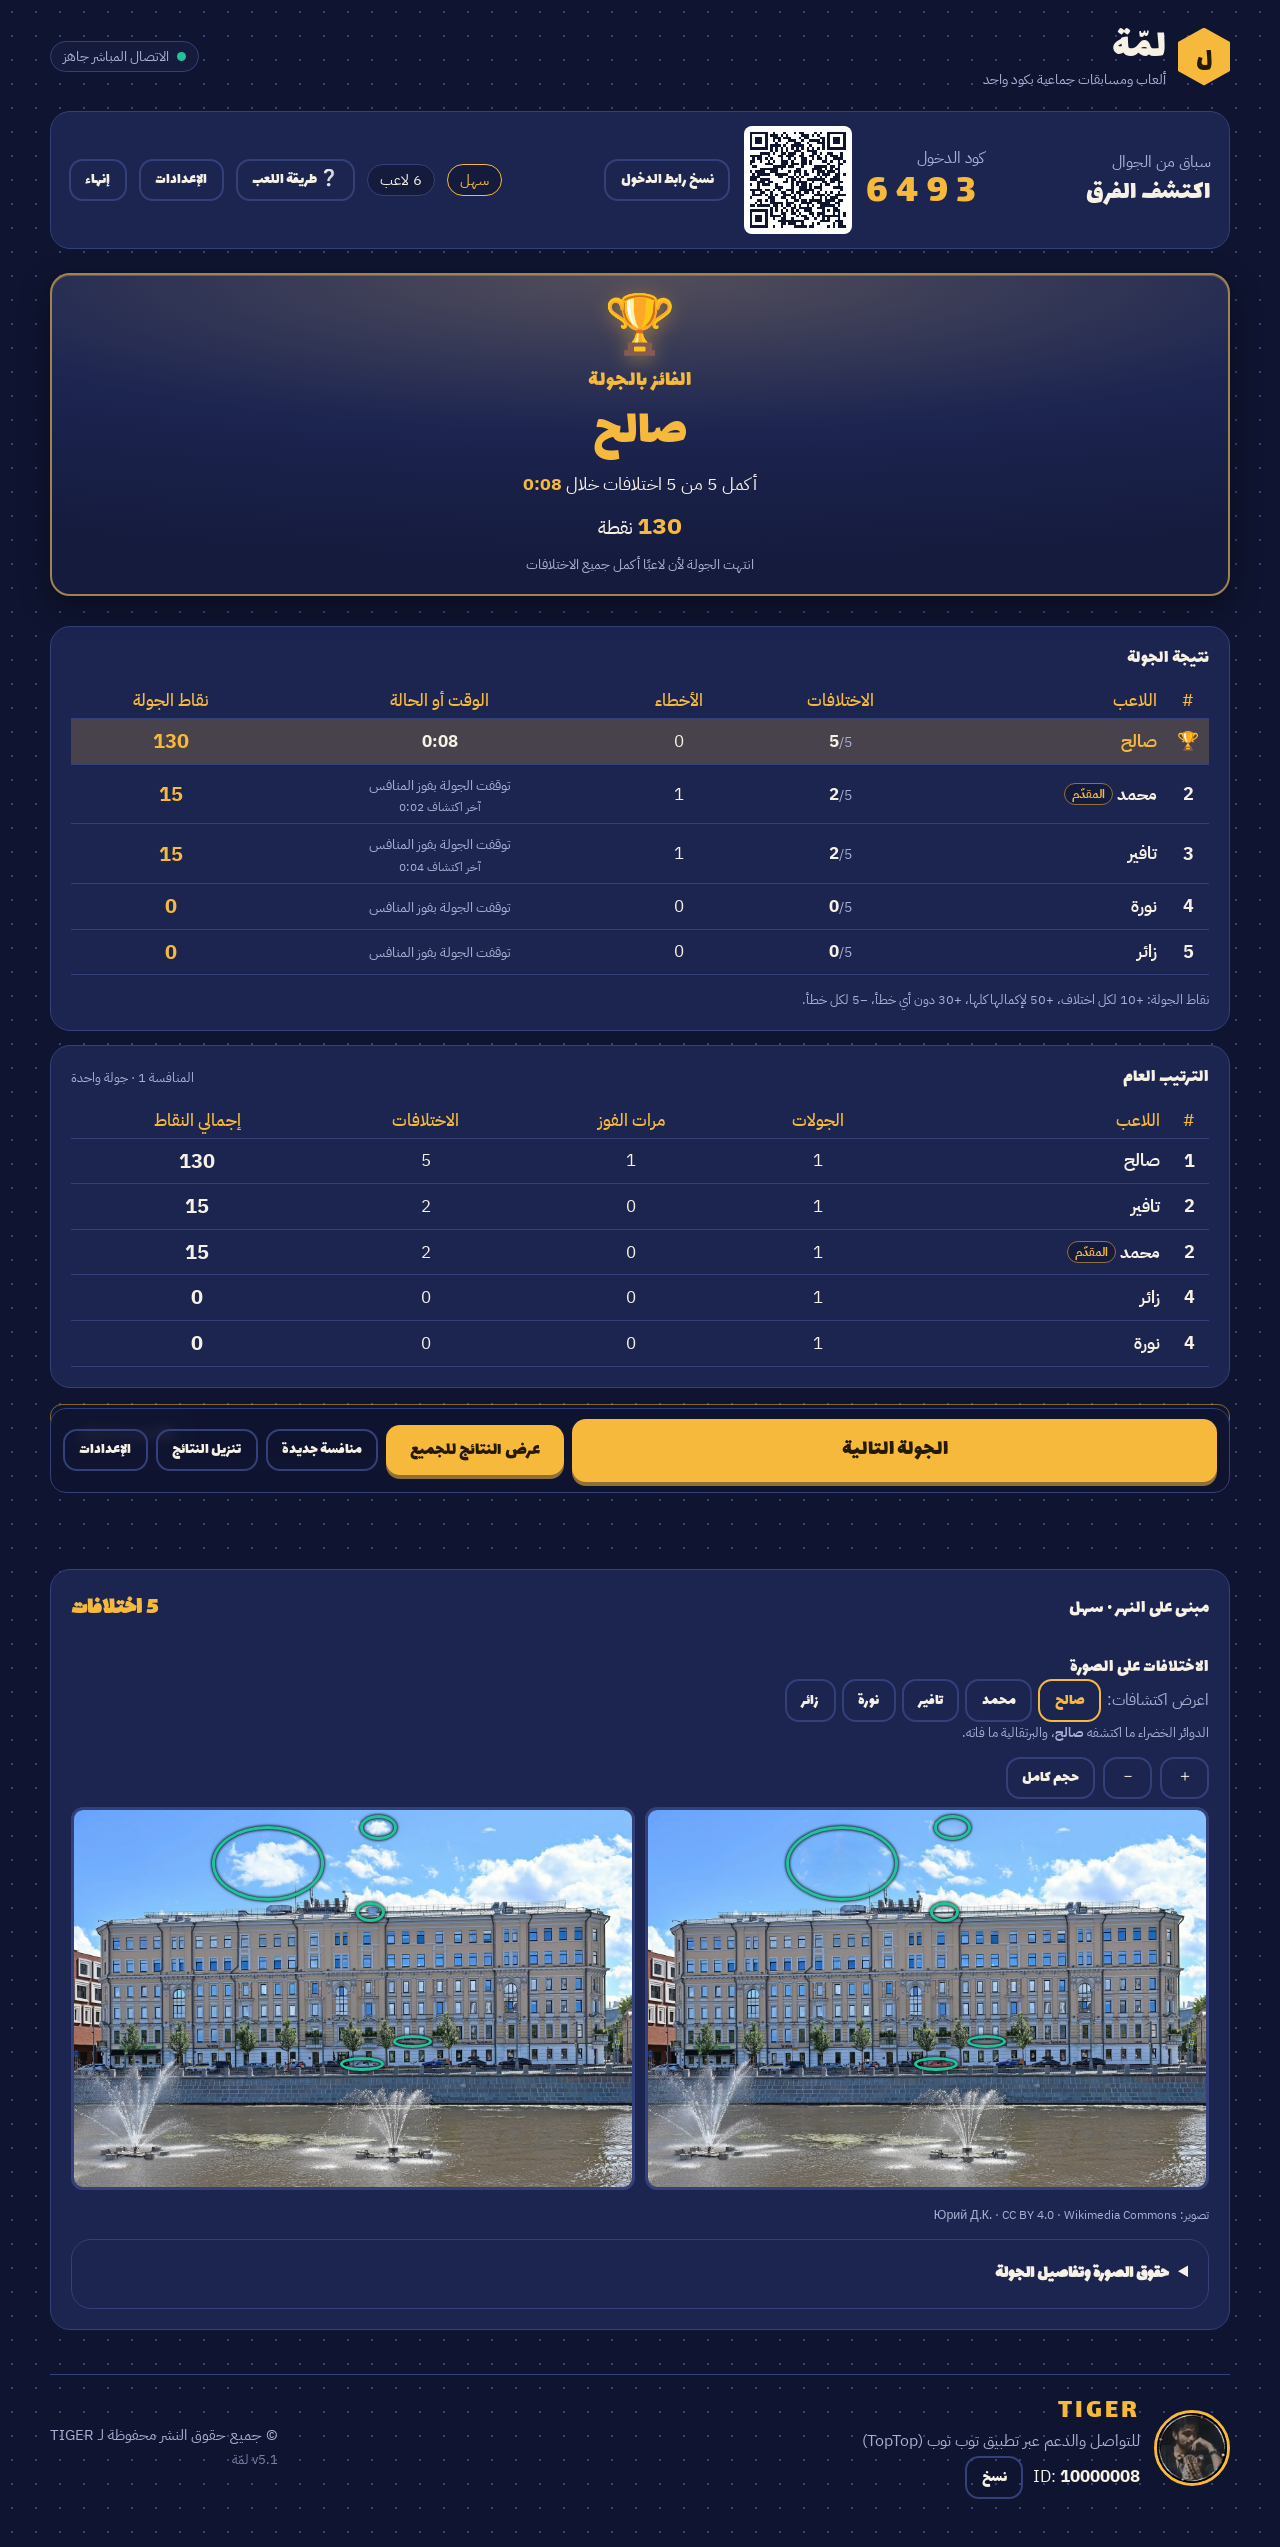 ل
لمّة
ألعاب ومسابقات جماعية بكود واحد
الاتصال المباشر جاهز
سباق من الجوال
اكتشف الفرق
كود الدخول
6493
نسخ رابط الدخول
سهل
6 لاعب
❔ طريقة اللعب
الإعدادات
إنهاء
الفائز بالجولة
صالح
أكمل 5 من 5 اختلافات خلال 0:08
130 نقطة
انتهت الجولة لأن لاعبًا أكمل جميع الاختلافات
نتيجة الجولة
# اللاعب الاختلافات الأخطاء الوقت أو الحالة نقاط الجولة
صالح 5/5 0 0:08 130
2 محمد المقدّم 2/5 1 توقفت الجولة بفوز المنافس 15
آخر اكتشاف 0:02
3 تافير 2/5 1 توقفت الجولة بفوز المنافس 15
آخر اكتشاف 0:04
4 نورة 0/5 0 توقفت الجولة بفوز المنافس 0
5 زائر 0/5 0 توقفت الجولة بفوز المنافس 0
نقاط الجولة: +10 لكل اختلاف، +50 لإكمالها كلها، +30 دون أي خطأ، −5 لكل خطأ.
الترتيب العام
المنافسة 1 · جولة واحدة
# اللاعب الجولات مرات الفوز الاختلافات إجمالي النقاط
1 صالح 1 1 5 130
2 تافير 1 0 2 15
2 محمد المقدّم 1 0 2 15
4 زائر 1 0 0 0
4 نورة 1 0 0 0
الجولة التالية
عرض النتائج للجميع
منافسة جديدة
تنزيل النتائج
الإعدادات
مبنى على النهر · سهل
5 اختلافات
الاختلافات على الصورة
اعرض اكتشافات: صالح محمد تافير نورة زائر
الدوائر الخضراء ما اكتشفه صالح، والبرتقالية ما فاته.
+ − حجم كامل
تصوير: Юрий Д.К. · CC BY 4.0 · Wikimedia Commons
◀ حقوق الصورة وتفاصيل الجولة
TIGER
للتواصل والدعم عبر تطبيق توب توب (TopTop)
ID: 10000008 نسخ
© جميع حقوق النشر محفوظة لـ TIGER
لمّة v5.1